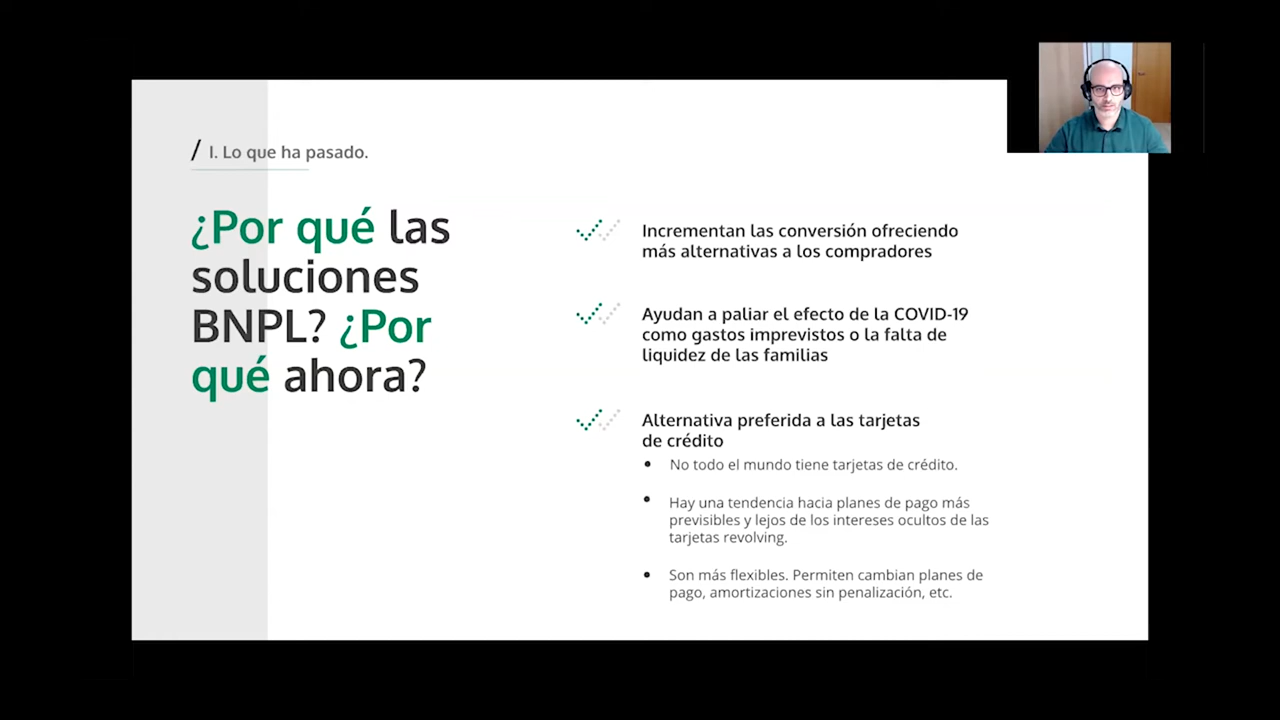 / I. Lo que ha pasado.
¿Por qué las
soluciones
BNPL? ¿Por
qué ahora?
Incrementan las conversión ofreciendo
más alternativas a los compradores
Ayudan a paliar el efecto de la COVID-19
como gastos imprevistos o la falta de
liquidez de las familias
Alternativa preferida a las tarjetas
de crédito
• No todo el mundo tiene tarjetas de crédito.
• Hay una tendencia hacia planes de pago más
previsibles y lejos de los intereses ocultos de las
tarjetas revolving.
• Son más flexibles. Permiten cambian planes de
pago, amortizaciones sin penalización, etc.